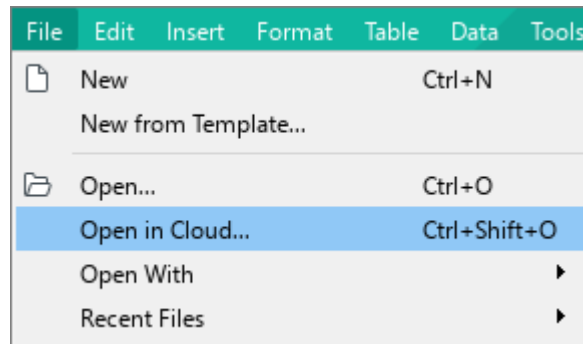 File Edit Insert Format Table Data Tools
New Ctrl+N
New from Template...
Open... Ctrl+O
Open in Cloud... Ctrl+Shift+O
Open With
Recent Files